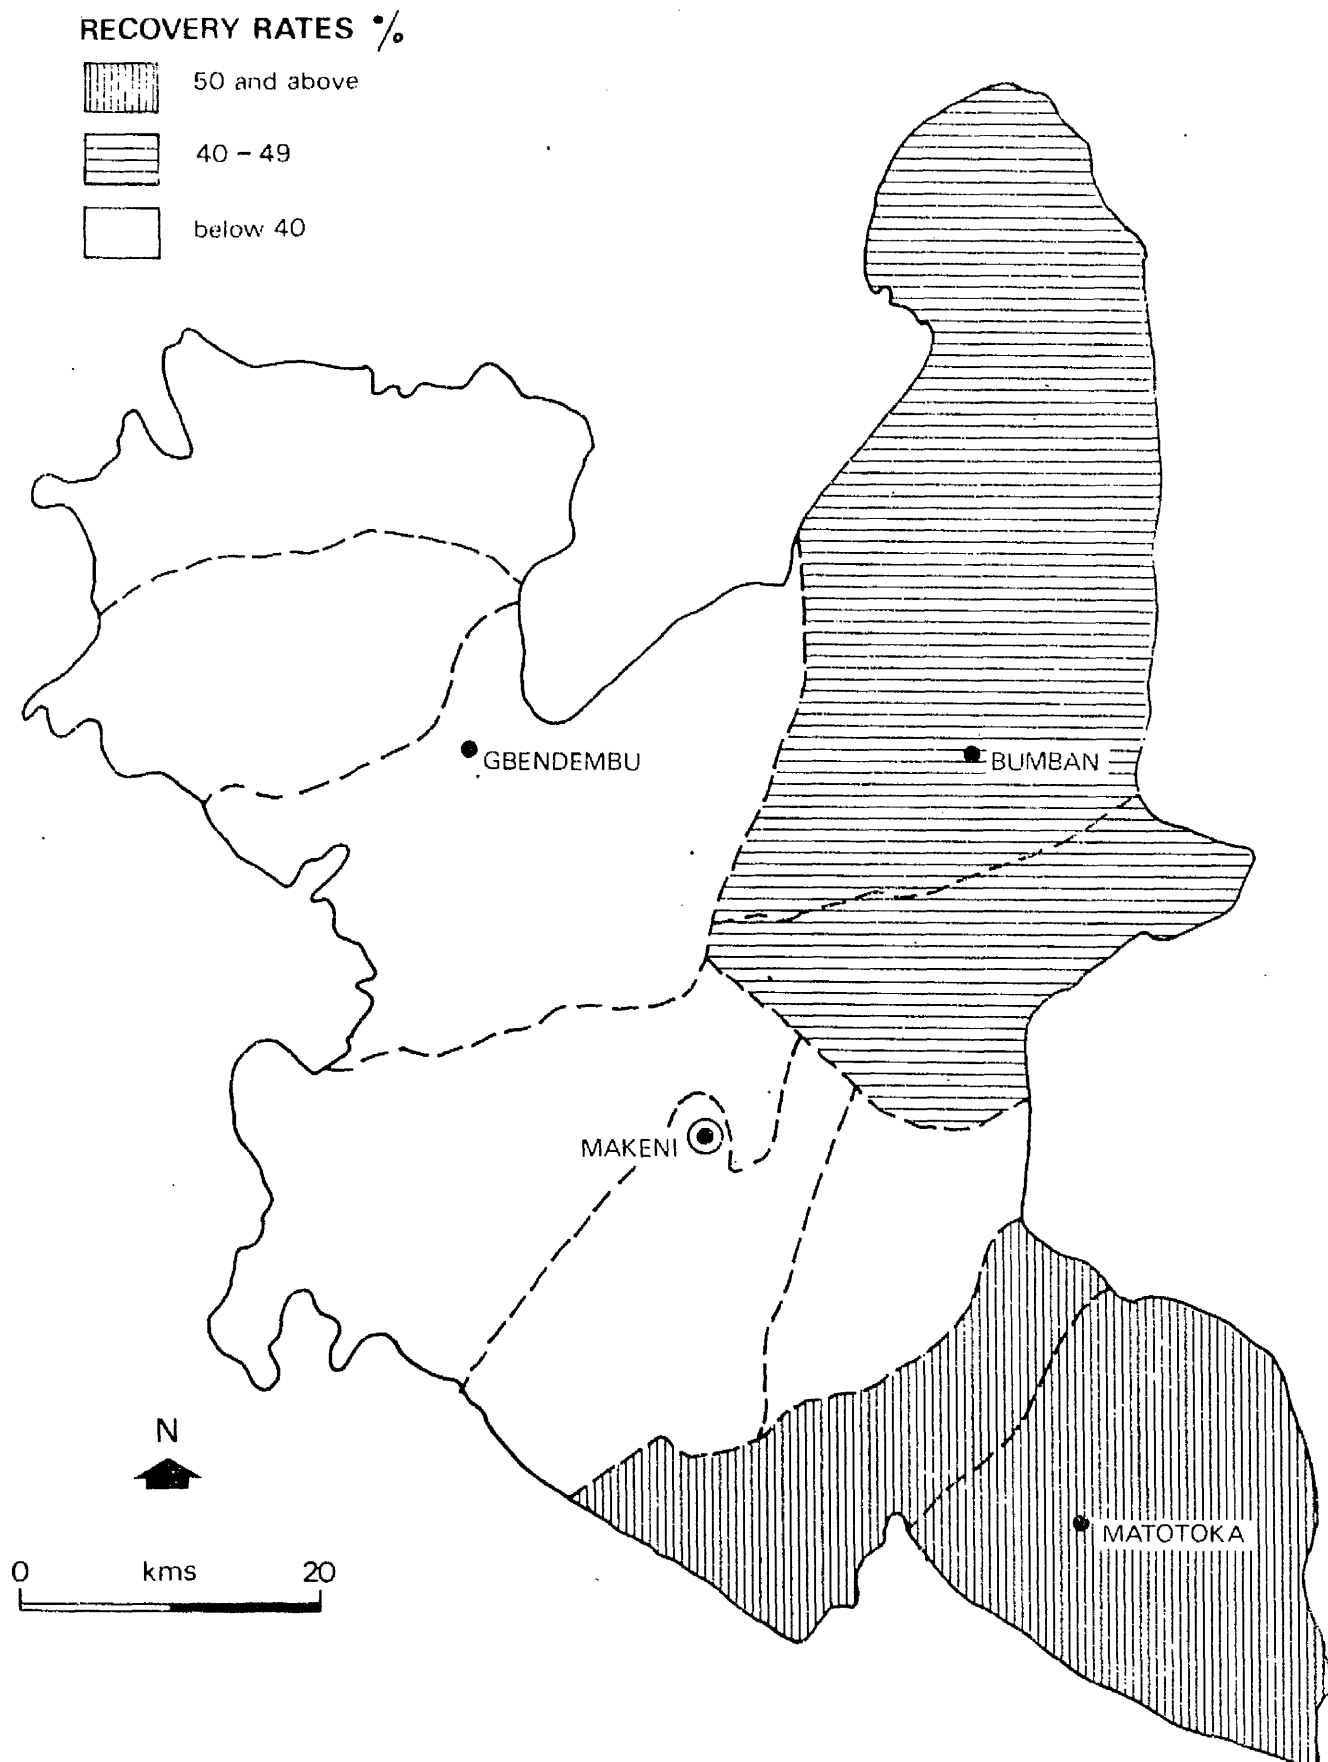 RECOVERY RATES %
50 and above
40 – 49
below 40
GBENDEMBU
BUMBAN
MAKENI
N
MATOTOKA
0 kms 20